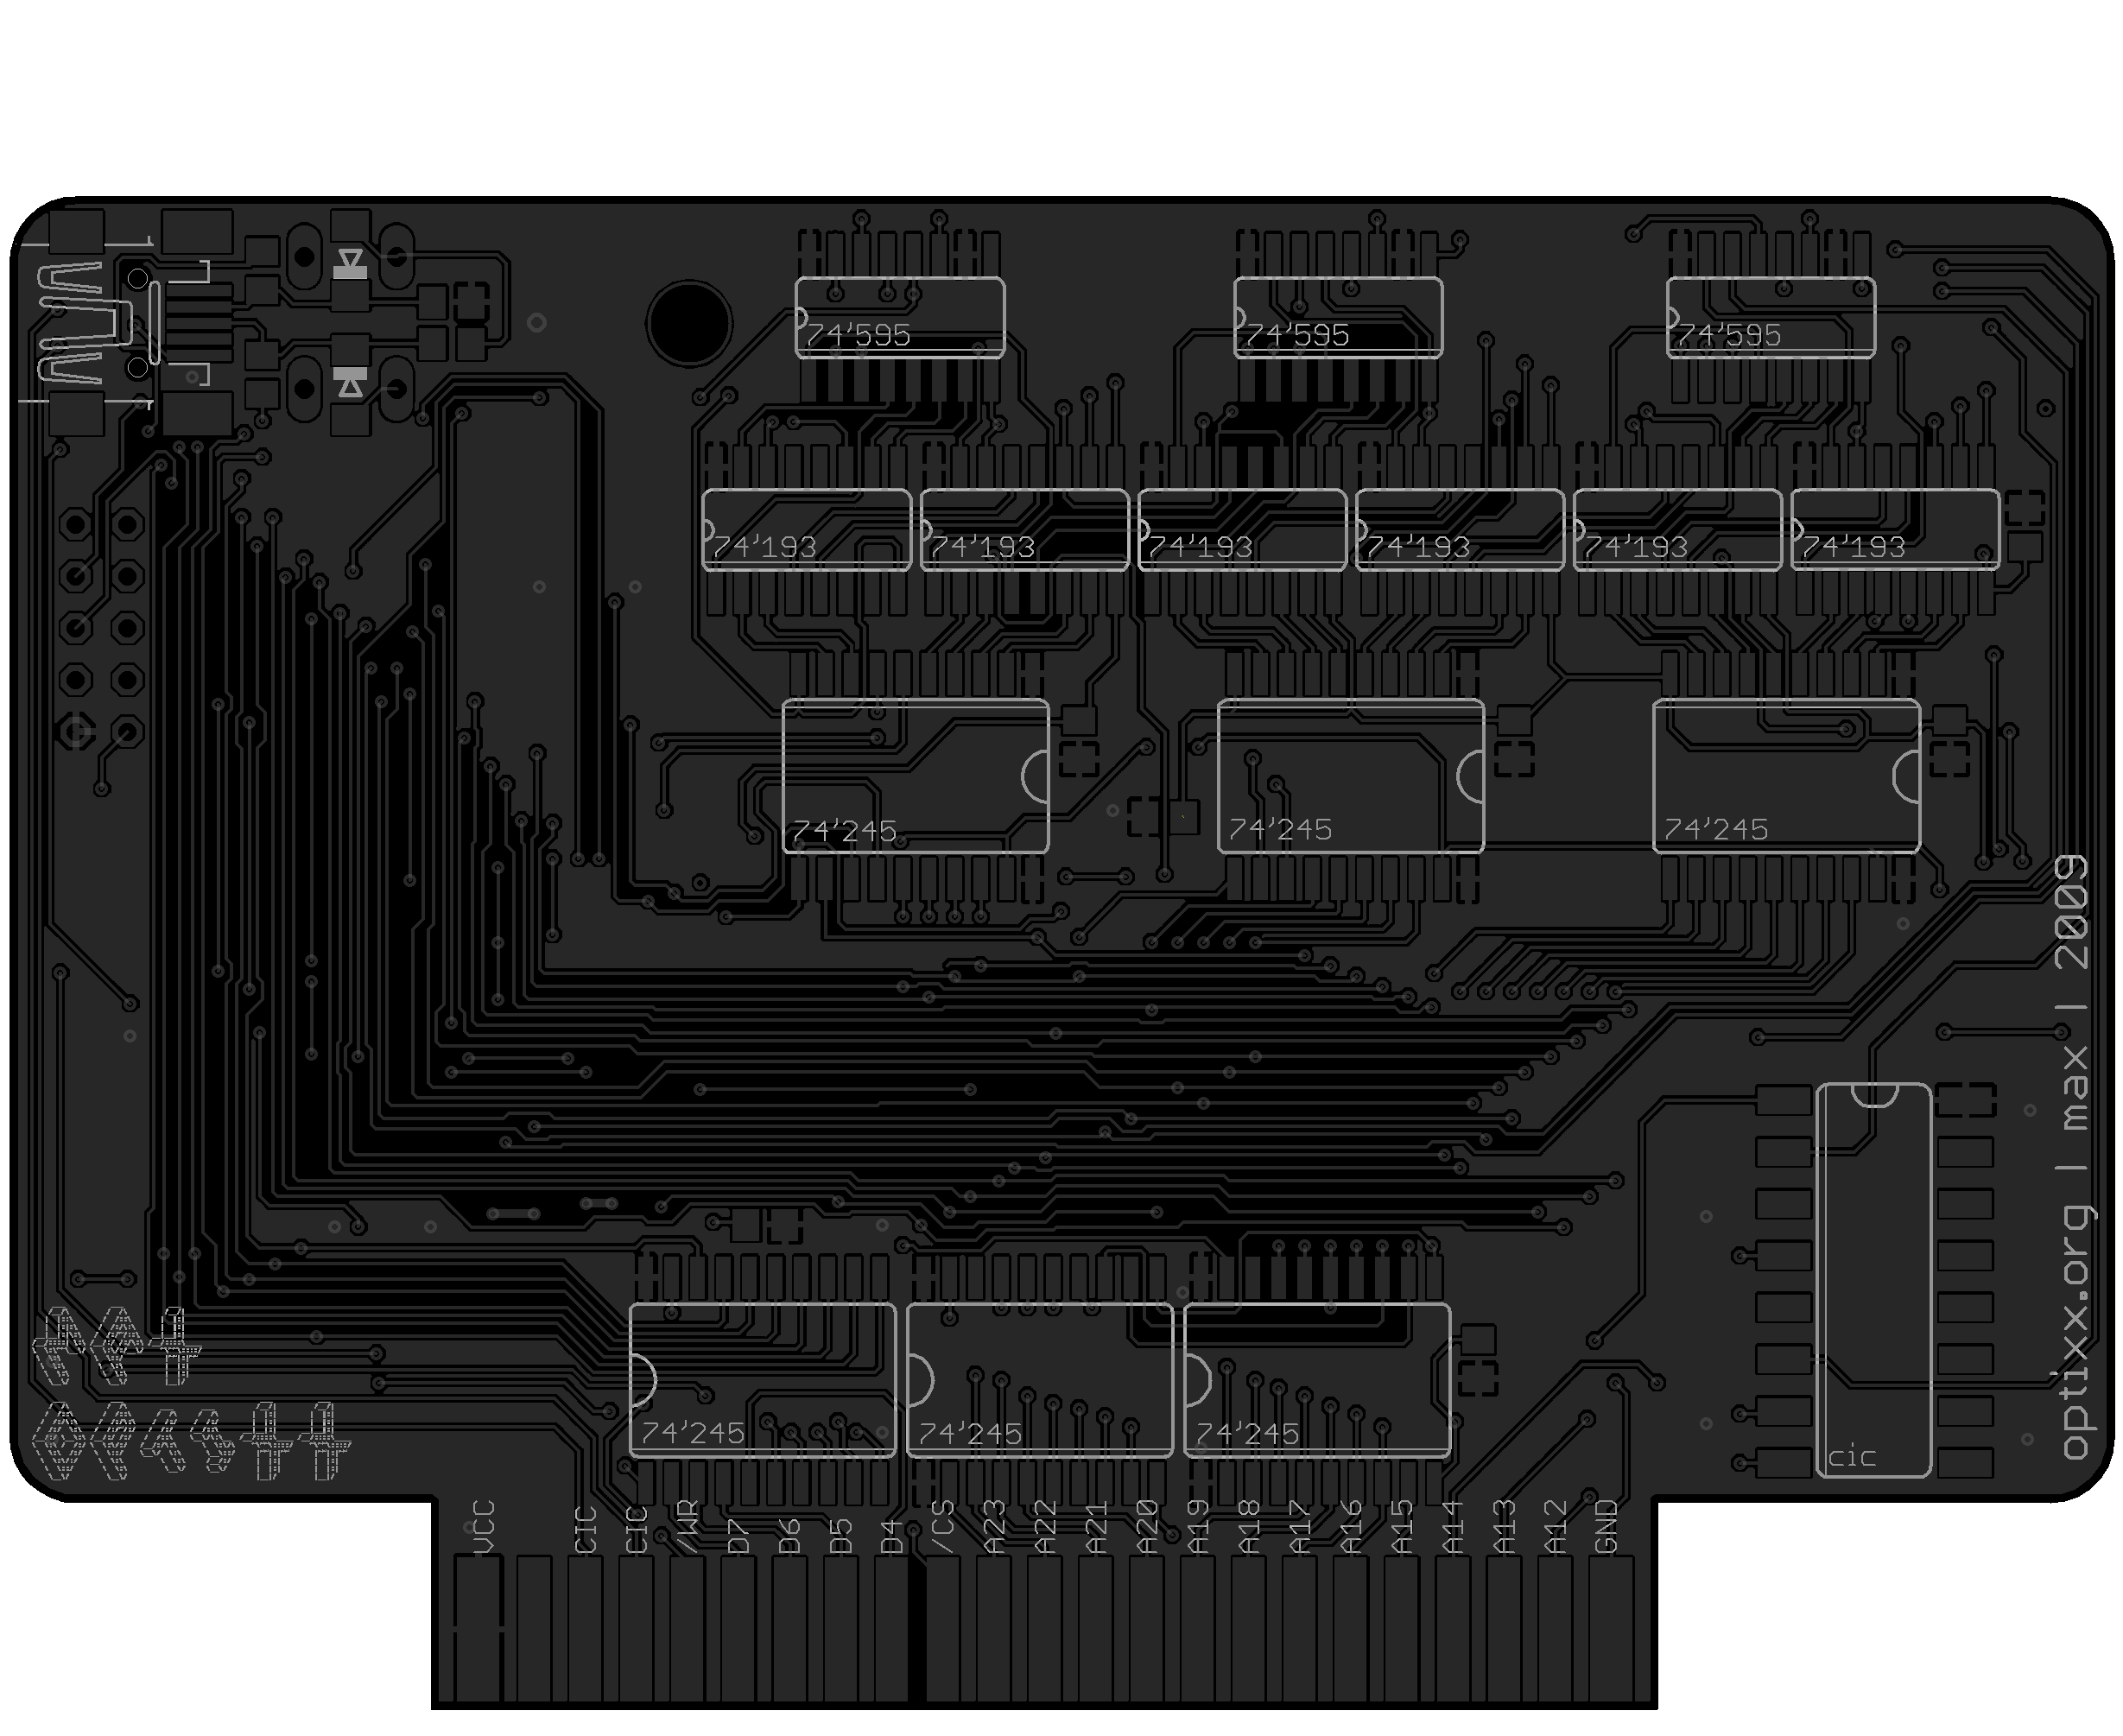 74'595 74'595 74'595
74'193 74'193 74'193 74'193 74'193 74'193
74'245 74'245 74'245
optixx.org | max | 2009
74'245 74'245 74'245
cic
VCC CIC CIC /WR D7 D6 D5 D4 /CS A23 A22 A21 A20 A19 A18 A17 A16 A15 A14 A13 A12 GND